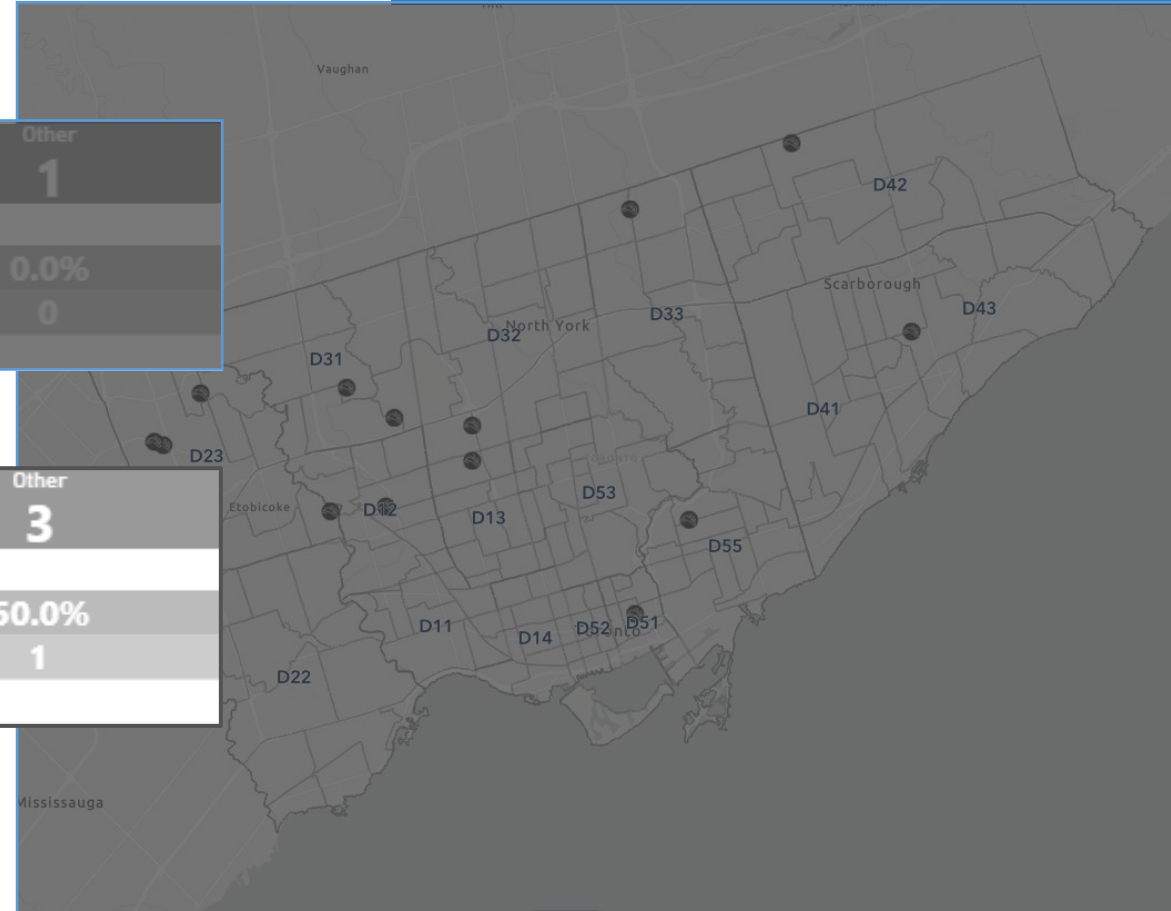 Vaughan
Other
1
D42
0.0%
0
Scarborough
D43
D33
North York
D32
D31
D41
D23
TORONTO
Other
3
D53
Etobicoke
D12
D13
D55
50.0%
1
D11
D14
D52
D51
D22
Mississauga